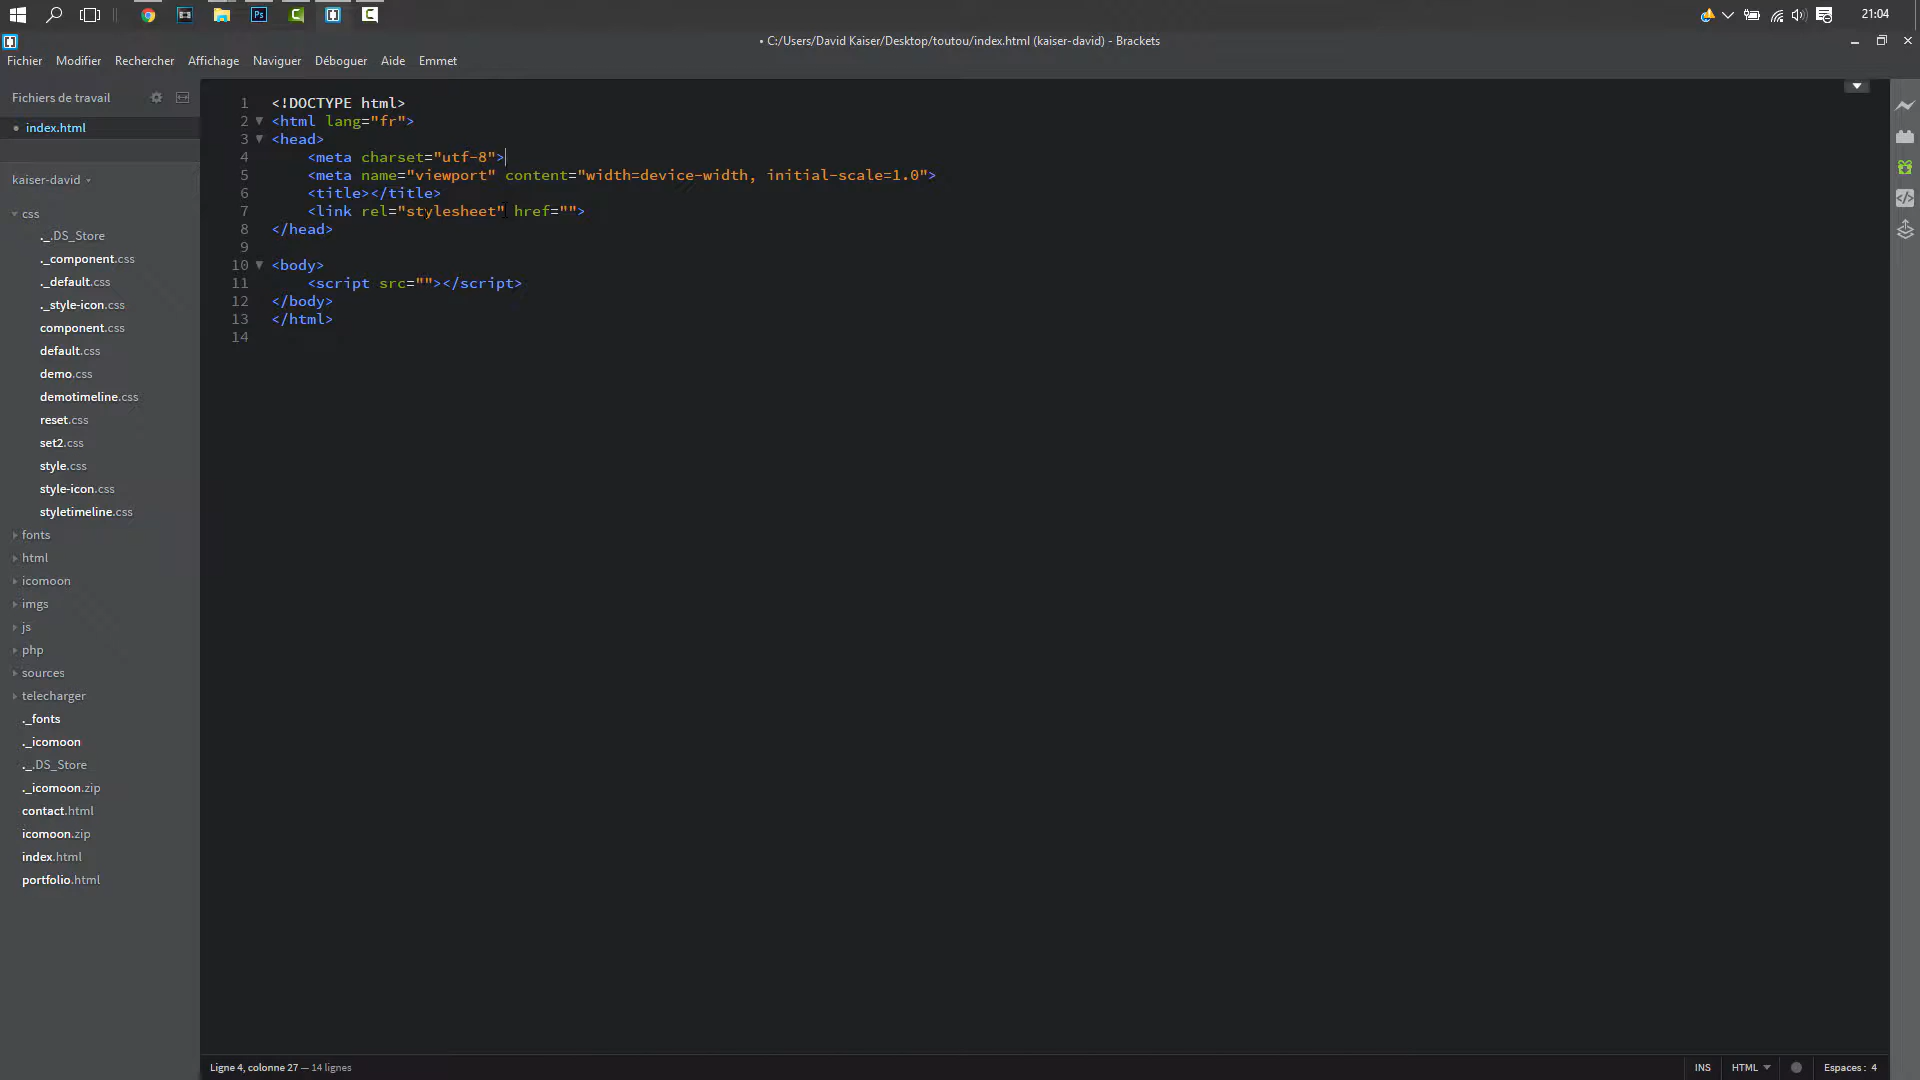 Ps
21:04
• C:/Users/David Kaiser/Desktop/toutou/index.html (kaiser-david) - Brackets
Fichier Modifier Rechercher Affichage Naviguer Déboguer Aide Emmet
Fichiers de travail
• index.html
kaiser-david
css
._.DS_Store
._component.css
._default.css
._style-icon.css
component.css
default.css
demo.css
demotimeline.css
reset.css
set2.css
style.css
style-icon.css
styletimeline.css
fonts
html
icomoon
imgs
js
php
sources
telecharger
._fonts
._icomoon
._.DS_Store
._icomoon.zip
contact.html
icomoon.zip
index.html
portfolio.html
1 <!DOCTYPE html>
2 <html lang="fr">
3 <head>
4 <meta charset="utf-8">
5 <meta name="viewport" content="width=device-width, initial-scale=1.0">
6 <title></title>
7 <link rel="stylesheet" href="">
8 </head>
9
10 <body>
11 <script src=""></script>
12 </body>
13 </html>
14
Ligne 4, colonne 27 — 14 lignes
INS HTML Espaces : 4